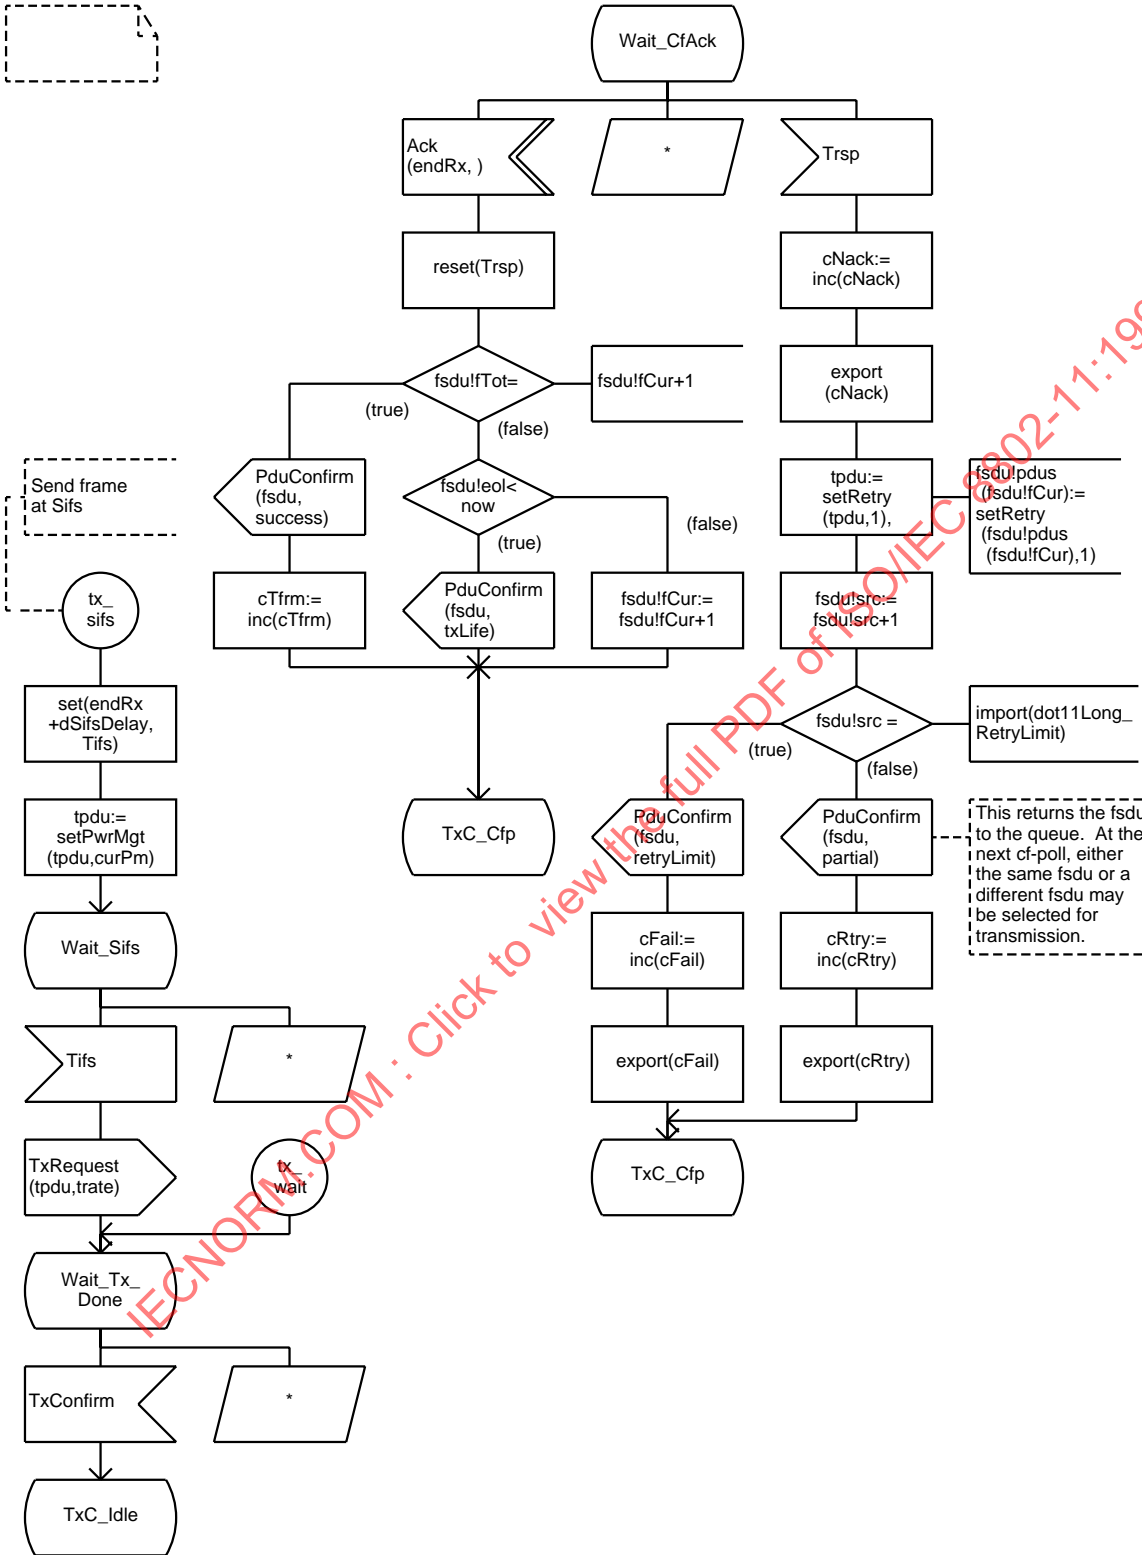 Wait_CfAck
Ack
(endRx, )
*
Trsp
reset(Trsp)
cNack:=
inc(cNack)
fsdu!fTot=
fsdu!fCur+1
(true)
(false)
export
(cNack)
Send frame
at Sifs
PduConfirm
(fsdu,
success)
fsdu!eol<
now
(true)
(false)
tpdu:=
setRetry
(tpdu,1),
fsdu!pdus
(fsdu!fCur):=
setRetry
(fsdu!pdus
(fsdu!fCur),1)
tx_
sifs
cTfrm:=
inc(cTfrm)
PduConfirm
(fsdu,
txLife)
fsdu!fCur:=
fsdu!fCur+1
fsdu!src:=
fsdu!src+1
set(endRx
+dSifsDelay,
Tifs)
fsdu!src =
import(dot11Long_
RetryLimit)
(true)
(false)
tpdu:=
setPwrMgt
(tpdu,curPm)
TxC_Cfp
PduConfirm
(fsdu,
retryLimit)
PduConfirm
(fsdu,
partial)
This returns the fsdu
to the queue. At the
next cf-poll, either
the same fsdu or a
different fsdu may
be selected for
transmission.
Wait_Sifs
cFail:=
inc(cFail)
cRtry:=
inc(cRtry)
Tifs
*
export(cFail)
export(cRtry)
TxRequest
(tpdu,trate)
tx_
wait
TxC_Cfp
Wait_Tx_
Done
TxConfirm
*
TxC_Idle
IECNORM.COM : Click to view the full PDF of ISO/IEC 8802-11:199